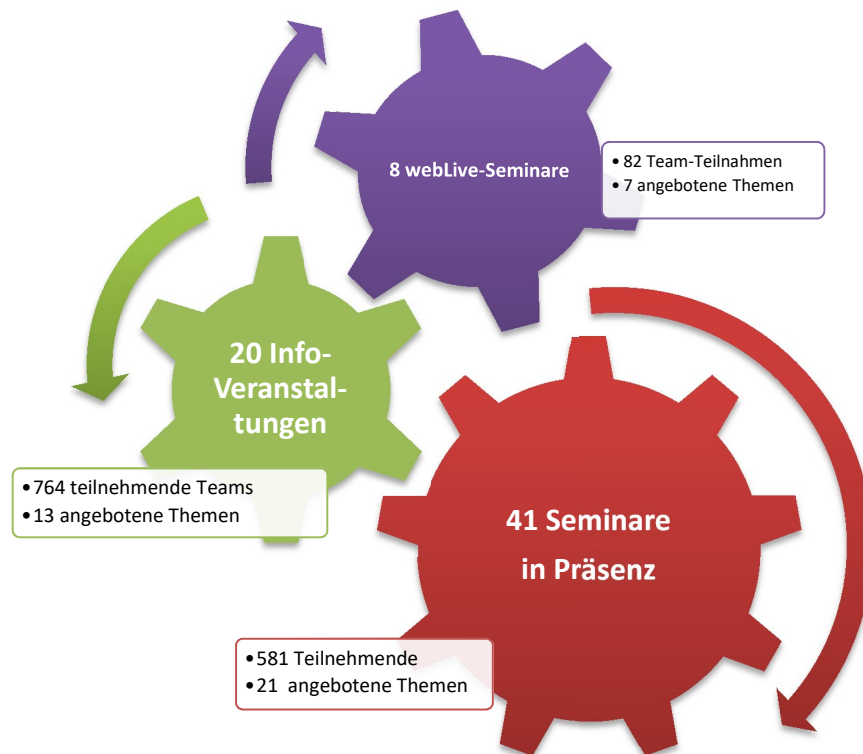 8 webLive-Seminare
• 82 Team-Teilnahmen
• 7 angebotene Themen
20 Info-
Veranstal-
tungen
• 764 teilnehmende Teams
• 13 angebotene Themen
41 Seminare
in Präsenz
• 581 Teilnehmende
• 21 angebotene Themen